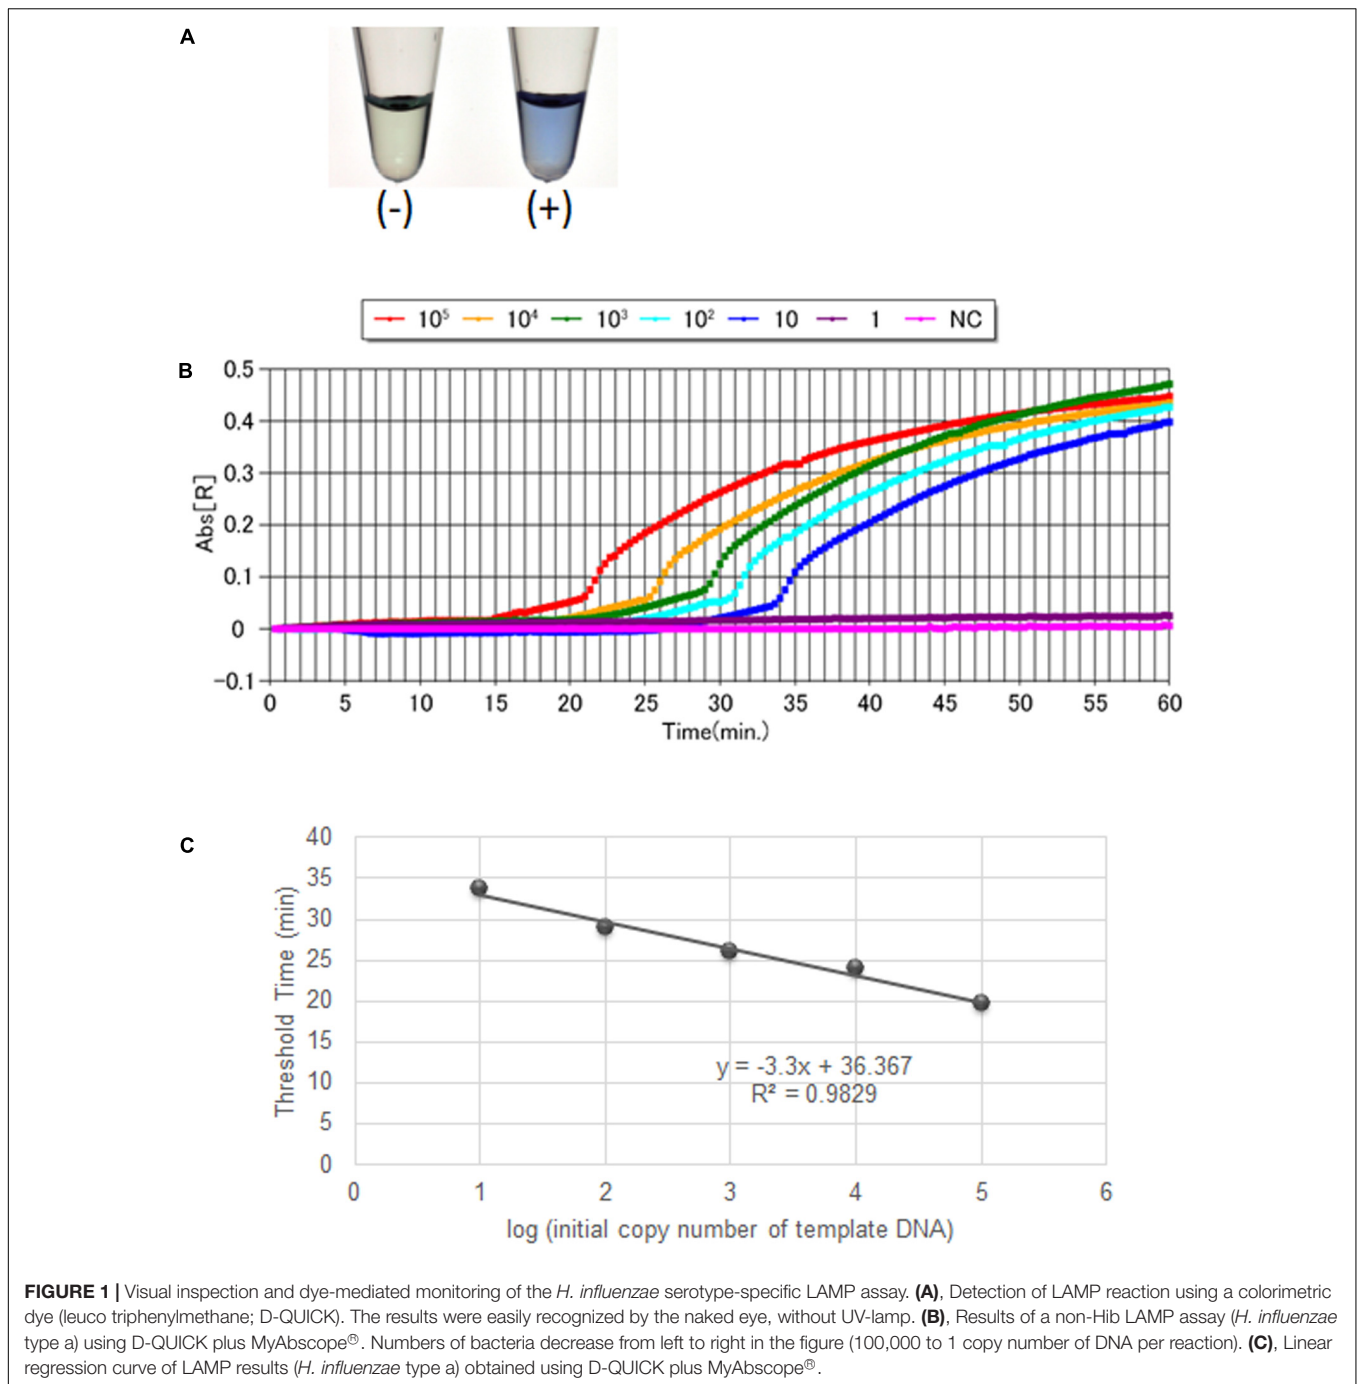 A
(-) (+)
10⁵ 10⁴ 10³ 10² 10 1 NC
B
Abs[R]
0.5
0.4
0.3
0.2
0.1
0
-0.1
0 5 10 15 20 25 30 35 40 45 50 55 60
Time(min.)
C
Threshold Time (min)
40
35
30
25
20
15
10
5
0
y = -3.3x + 36.367
R² = 0.9829
0 1 2 3 4 5 6
log (initial copy number of template DNA)
FIGURE 1 | Visual inspection and dye-mediated monitoring of the H. influenzae serotype-specific LAMP assay. (A), Detection of LAMP reaction using a colorimetric
dye (leuco triphenylmethane; D-QUICK). The results were easily recognized by the naked eye, without UV-lamp. (B), Results of a non-Hib LAMP assay (H. influenzae
type a) using D-QUICK plus MyAbscope®. Numbers of bacteria decrease from left to right in the figure (100,000 to 1 copy number of DNA per reaction). (C), Linear
regression curve of LAMP results (H. influenzae type a) obtained using D-QUICK plus MyAbscope®.